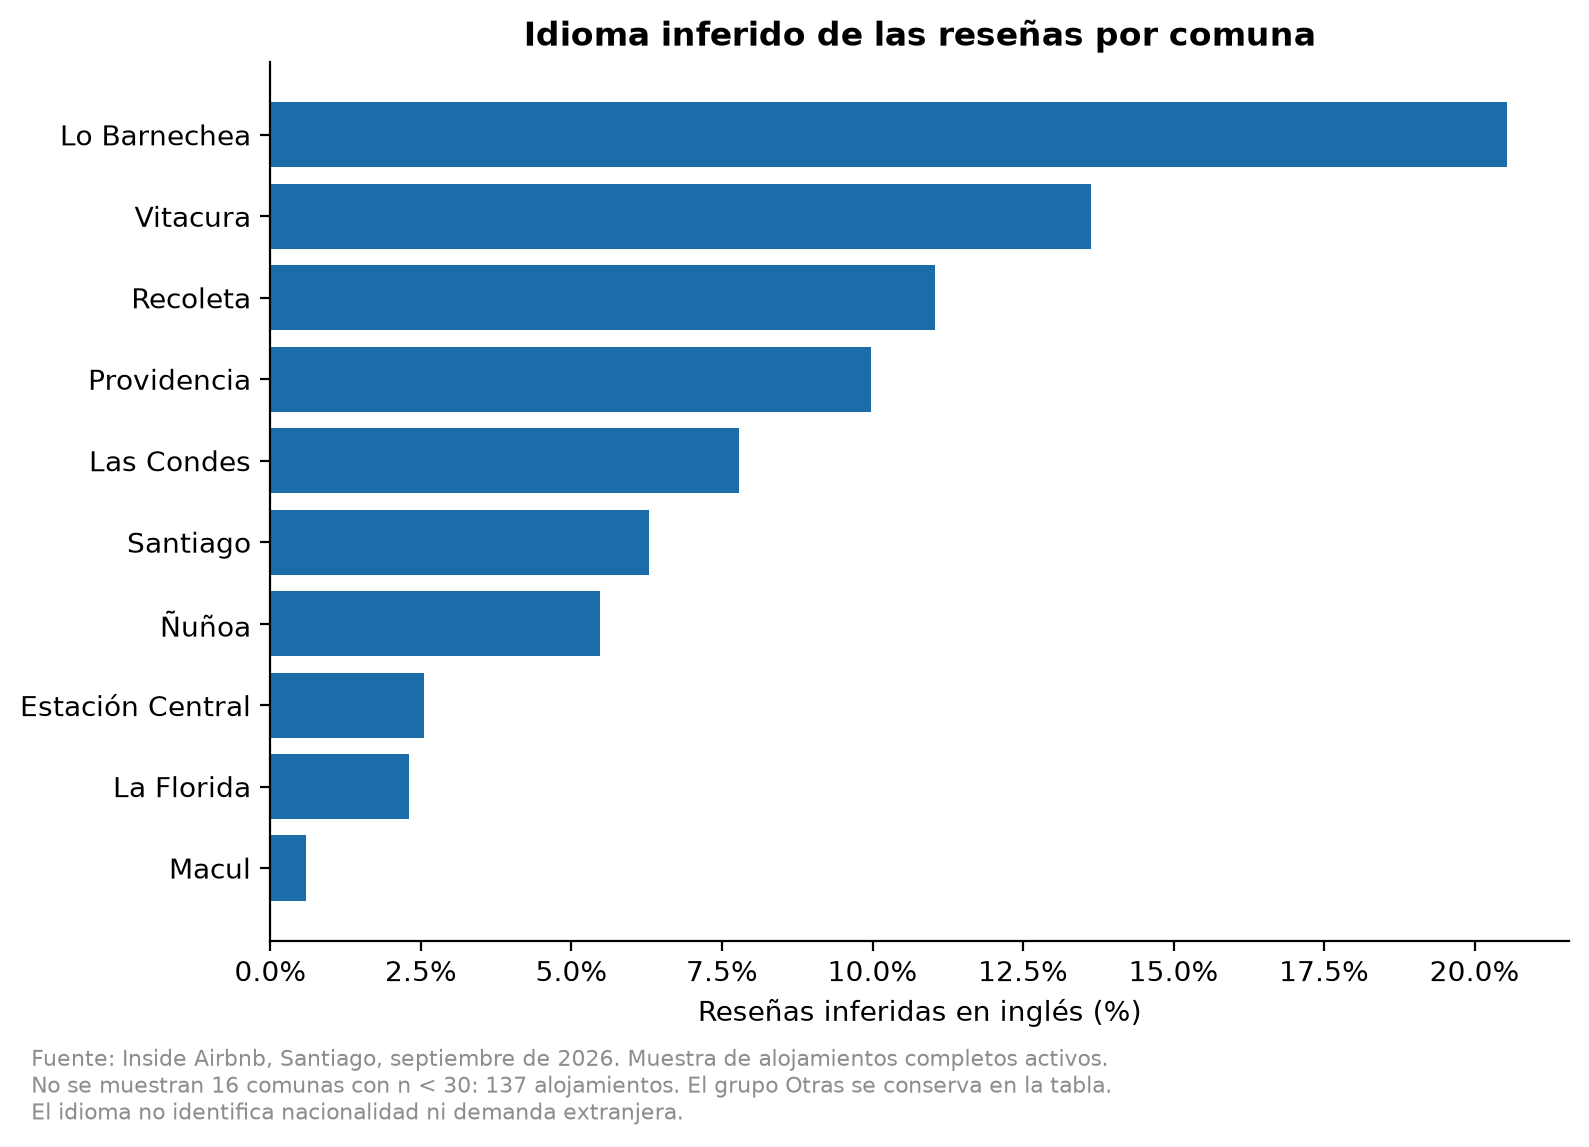 Idioma inferido de las reseñas por comuna
Lo Barnechea
Vitacura
Recoleta
Providencia
Las Condes
Santiago
Ñuñoa
Estación Central
La Florida
Macul
0.0% 2.5% 5.0% 7.5% 10.0% 12.5% 15.0% 17.5% 20.0%
Reseñas inferidas en inglés (%)
Fuente: Inside Airbnb, Santiago, septiembre de 2026. Muestra de alojamientos completos activos.
No se muestran 16 comunas con n < 30: 137 alojamientos. El grupo Otras se conserva en la tabla.
El idioma no identifica nacionalidad ni demanda extranjera.